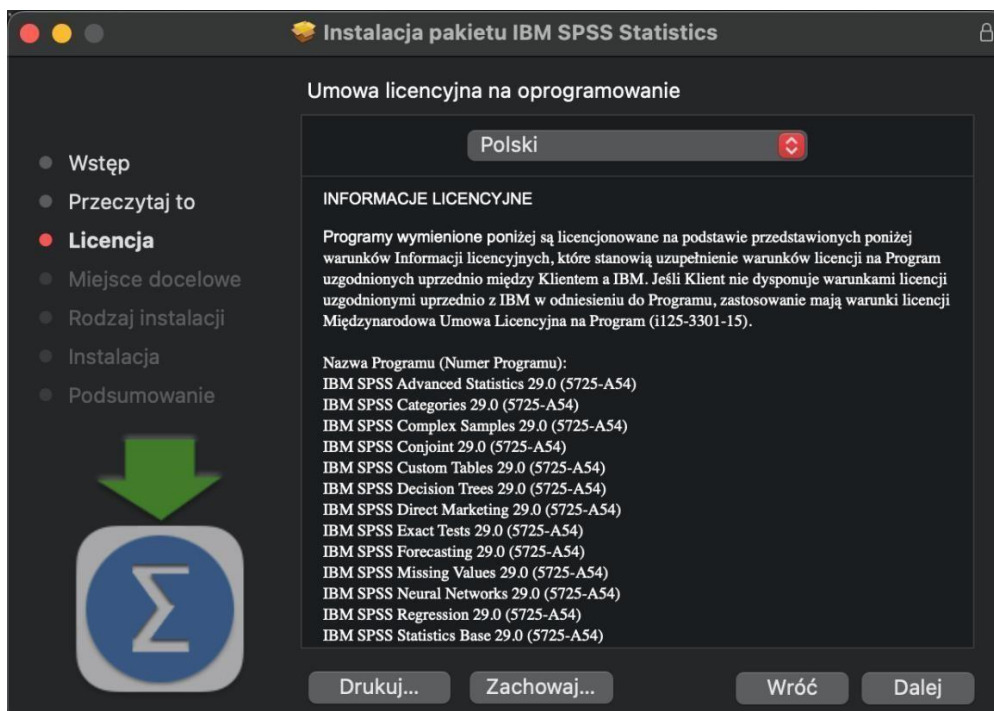 Instalacja pakietu IBM SPSS Statistics
Umowa licencyjna na oprogramowanie
Wstęp
Przeczytaj to
Licencja
Miejsce docelowe
Rodzaj instalacji
Instalacja
Podsumowanie
Σ
Polski
INFORMACJE LICENCYJNE
Programy wymienione poniżej są licencjonowane na podstawie przedstawionych poniżej
warunków Informacji licencyjnych, które stanowią uzupełnienie warunków licencji na Program
uzgodnionych uprzednio między Klientem a IBM. Jeśli Klient nie dysponuje warunkami licencji
uzgodnionymi uprzednio z IBM w odniesieniu do Programu, zastosowanie mają warunki licencji
Międzynarodowa Umowa Licencyjna na Program (i125-3301-15).
Nazwa Programu (Numer Programu):
IBM SPSS Advanced Statistics 29.0 (5725-A54)
IBM SPSS Categories 29.0 (5725-A54)
IBM SPSS Complex Samples 29.0 (5725-A54)
IBM SPSS Conjoint 29.0 (5725-A54)
IBM SPSS Custom Tables 29.0 (5725-A54)
IBM SPSS Decision Trees 29.0 (5725-A54)
IBM SPSS Direct Marketing 29.0 (5725-A54)
IBM SPSS Exact Tests 29.0 (5725-A54)
IBM SPSS Forecasting 29.0 (5725-A54)
IBM SPSS Missing Values 29.0 (5725-A54)
IBM SPSS Neural Networks 29.0 (5725-A54)
IBM SPSS Regression 29.0 (5725-A54)
IBM SPSS Statistics Base 29.0 (5725-A54)
Drukuj... Zachowaj... Wróć Dalej